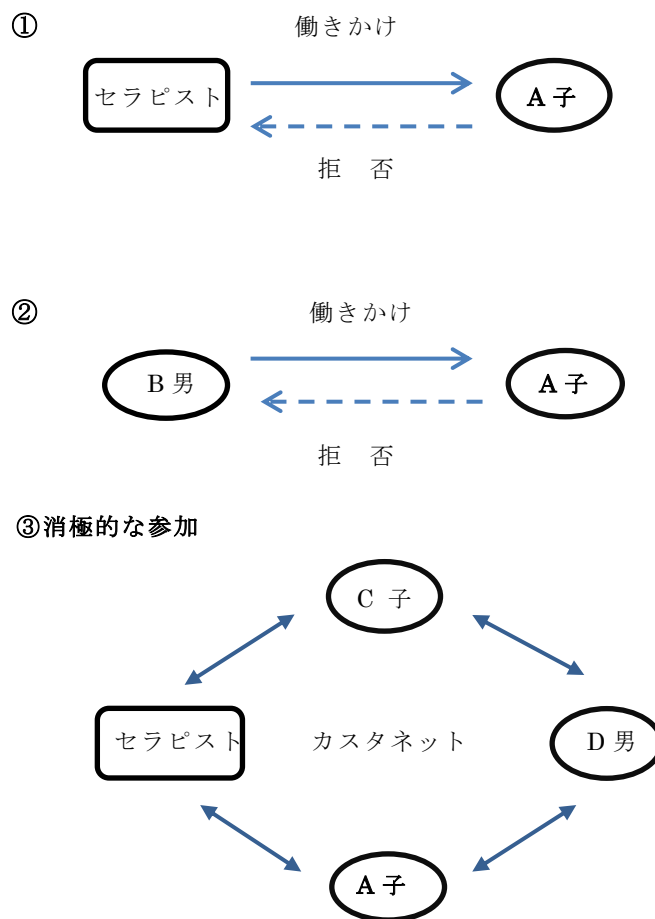 ①
働きかけ
セラピスト
A子
拒　否
②
働きかけ
B男
A子
拒　否
③消極的な参加
C 子
セラピスト
カスタネット
D男
A子